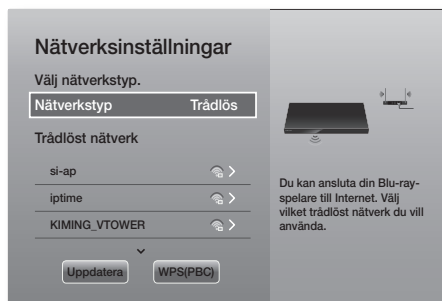 Nätverksinställningar
Välj nätverkstyp.
Nätverkstyp Trådlös
Trådlöst nätverk
si-ap
iptime
KIMING_VTOWER
Uppdatera WPS(PBC)
Du kan ansluta din Blu-ray-
spelare till Internet. Välj
vilket trådlöst nätverk du vill
använda.